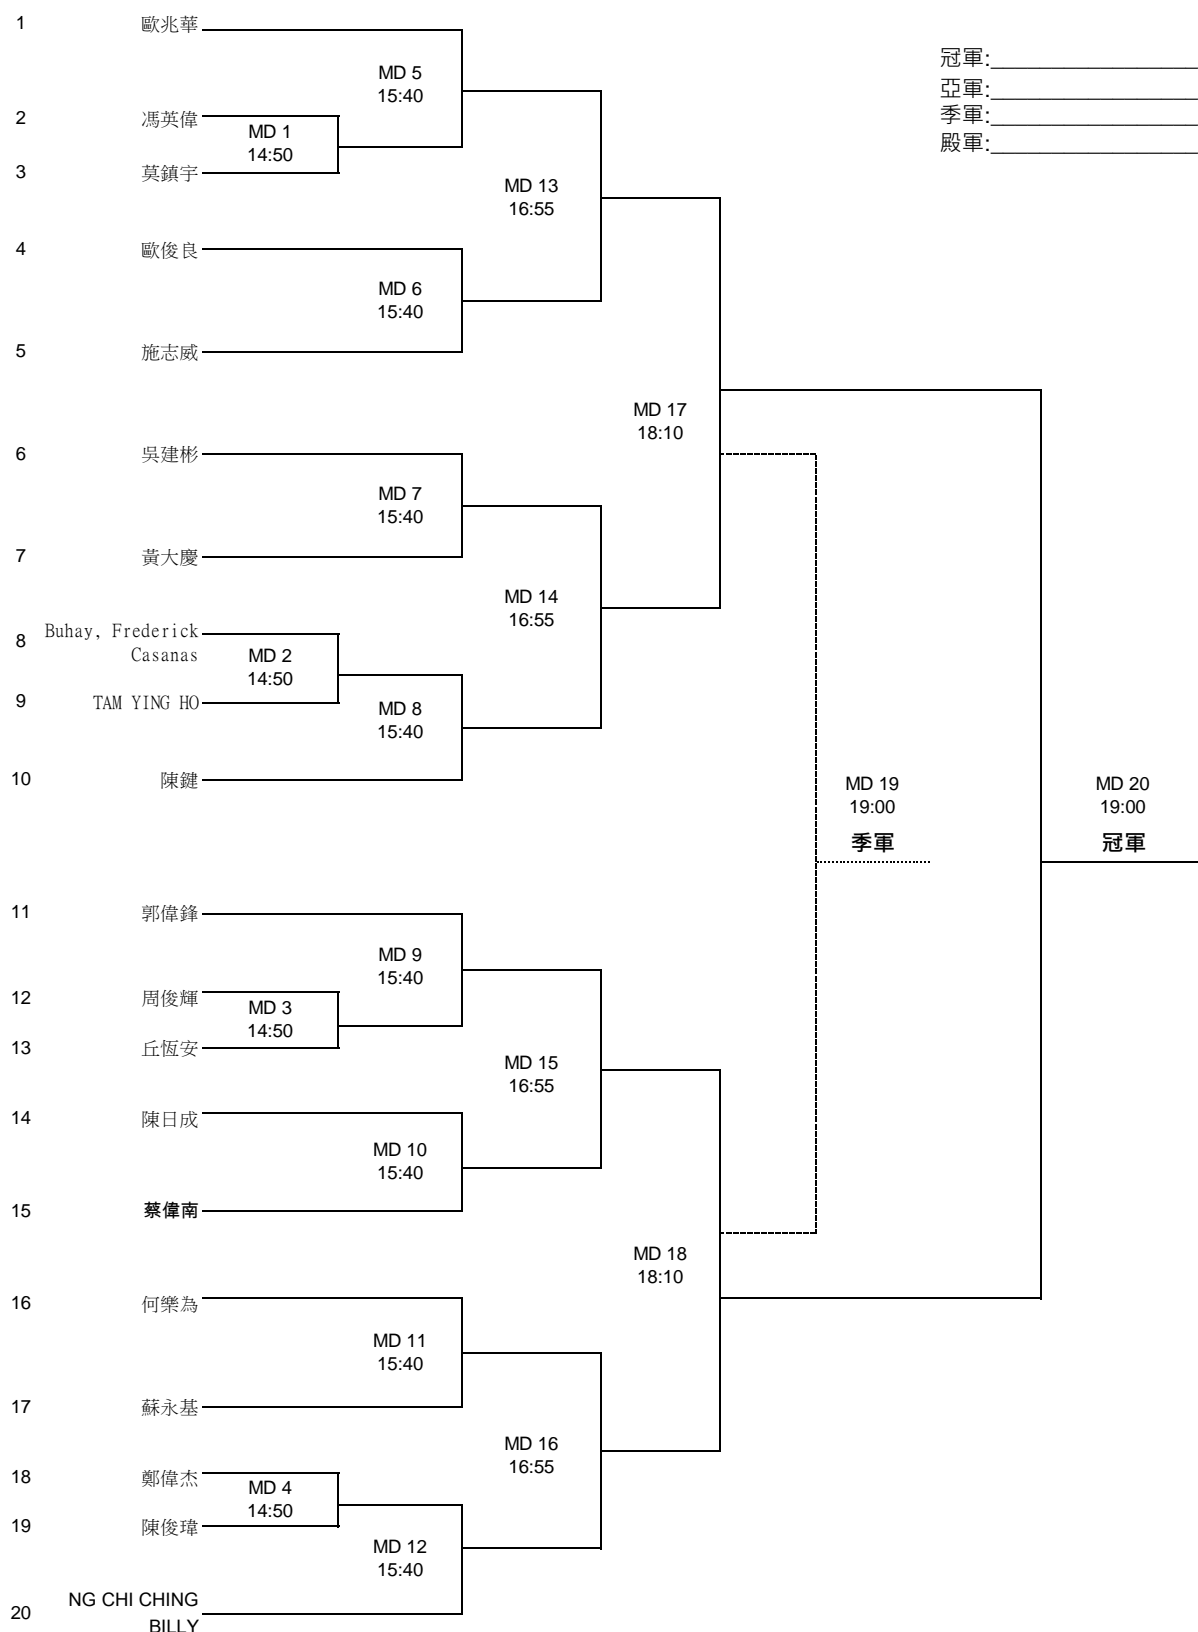 1 歐兆華
冠軍:
MD 5
15:40
亞軍:
2 馮英偉
季軍:
MD 1
14:50
殿軍:
3 莫鎮宇
MD 13
16:55
4 歐俊良
MD 6
15:40
5 施志威
MD 17
18:10
6 吳建彬
MD 7
15:40
7 黃大慶
MD 14
16:55
8 Buhay, Frederick
Casanas
MD 2
14:50
9 TAM YING HO
MD 8
15:40
10 陳鍵
MD 19
19:00
季軍
MD 20
19:00
冠軍
11 郭偉鋒
MD 9
15:40
12 周俊輝
MD 3
14:50
13 丘恆安
MD 15
16:55
14 陳日成
MD 10
15:40
15 蔡偉南
MD 18
18:10
16 何樂為
MD 11
15:40
17 蘇永基
MD 16
16:55
18 鄭偉杰
MD 4
14:50
19 陳俊瑋
MD 12
15:40
20 NG CHI CHING
BILLY